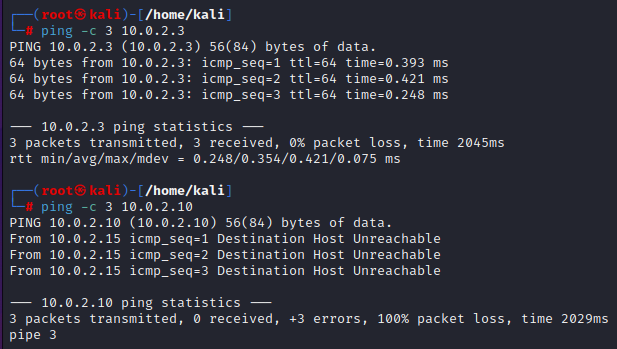 ┌──(root㉿kali)-[/home/kali]
└─# ping -c 3 10.0.2.3
PING 10.0.2.3 (10.0.2.3) 56(84) bytes of data.
64 bytes from 10.0.2.3: icmp_seq=1 ttl=64 time=0.393 ms
64 bytes from 10.0.2.3: icmp_seq=2 ttl=64 time=0.421 ms
64 bytes from 10.0.2.3: icmp_seq=3 ttl=64 time=0.248 ms
--- 10.0.2.3 ping statistics ---
3 packets transmitted, 3 received, 0% packet loss, time 2045ms
rtt min/avg/max/mdev = 0.248/0.354/0.421/0.075 ms
┌──(root㉿kali)-[/home/kali]
└─# ping -c 3 10.0.2.10
PING 10.0.2.10 (10.0.2.10) 56(84) bytes of data.
From 10.0.2.15 icmp_seq=1 Destination Host Unreachable
From 10.0.2.15 icmp_seq=2 Destination Host Unreachable
From 10.0.2.15 icmp_seq=3 Destination Host Unreachable
--- 10.0.2.10 ping statistics ---
3 packets transmitted, 0 received, +3 errors, 100% packet loss, time 2029ms
pipe 3